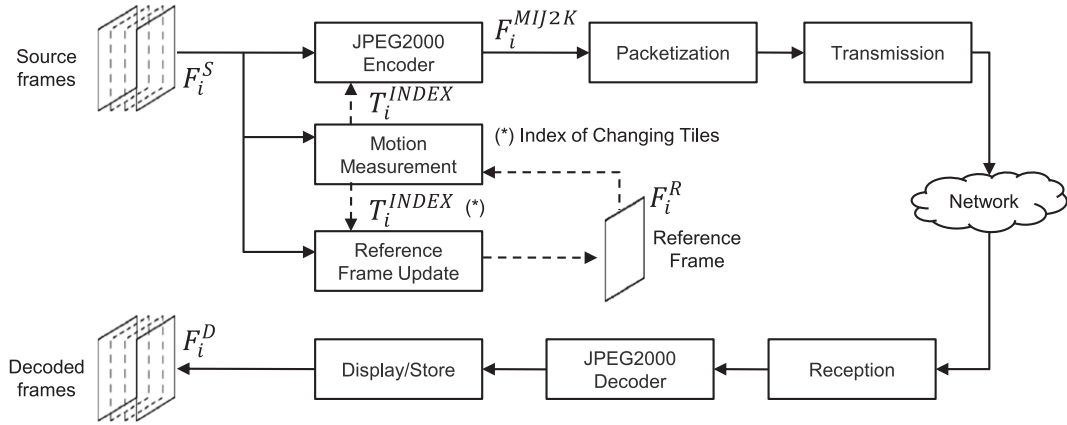 Source
frames
F_i^S
JPEG2000
Encoder
F_i^{MIJ2K}
Packetization
Transmission
T_i^{INDEX}
Motion
Measurement
(*) Index of Changing Tiles
T_i^{INDEX} (*)
F_i^R
Reference
Frame
Reference
Frame Update
Network
Decoded
frames
F_i^D
Display/Store
JPEG2000
Decoder
Reception